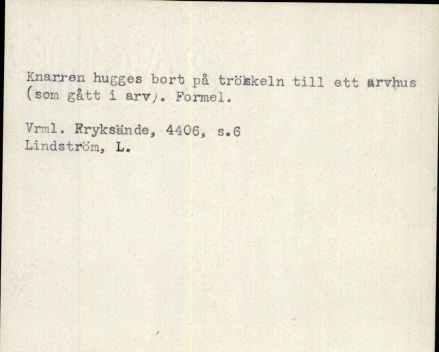 Knarren hugges bort på tröskeln till ett arvhus
(som gått i arv). Formel.
Vrml. Fryksände, 4406, s.6
Lindström, L.